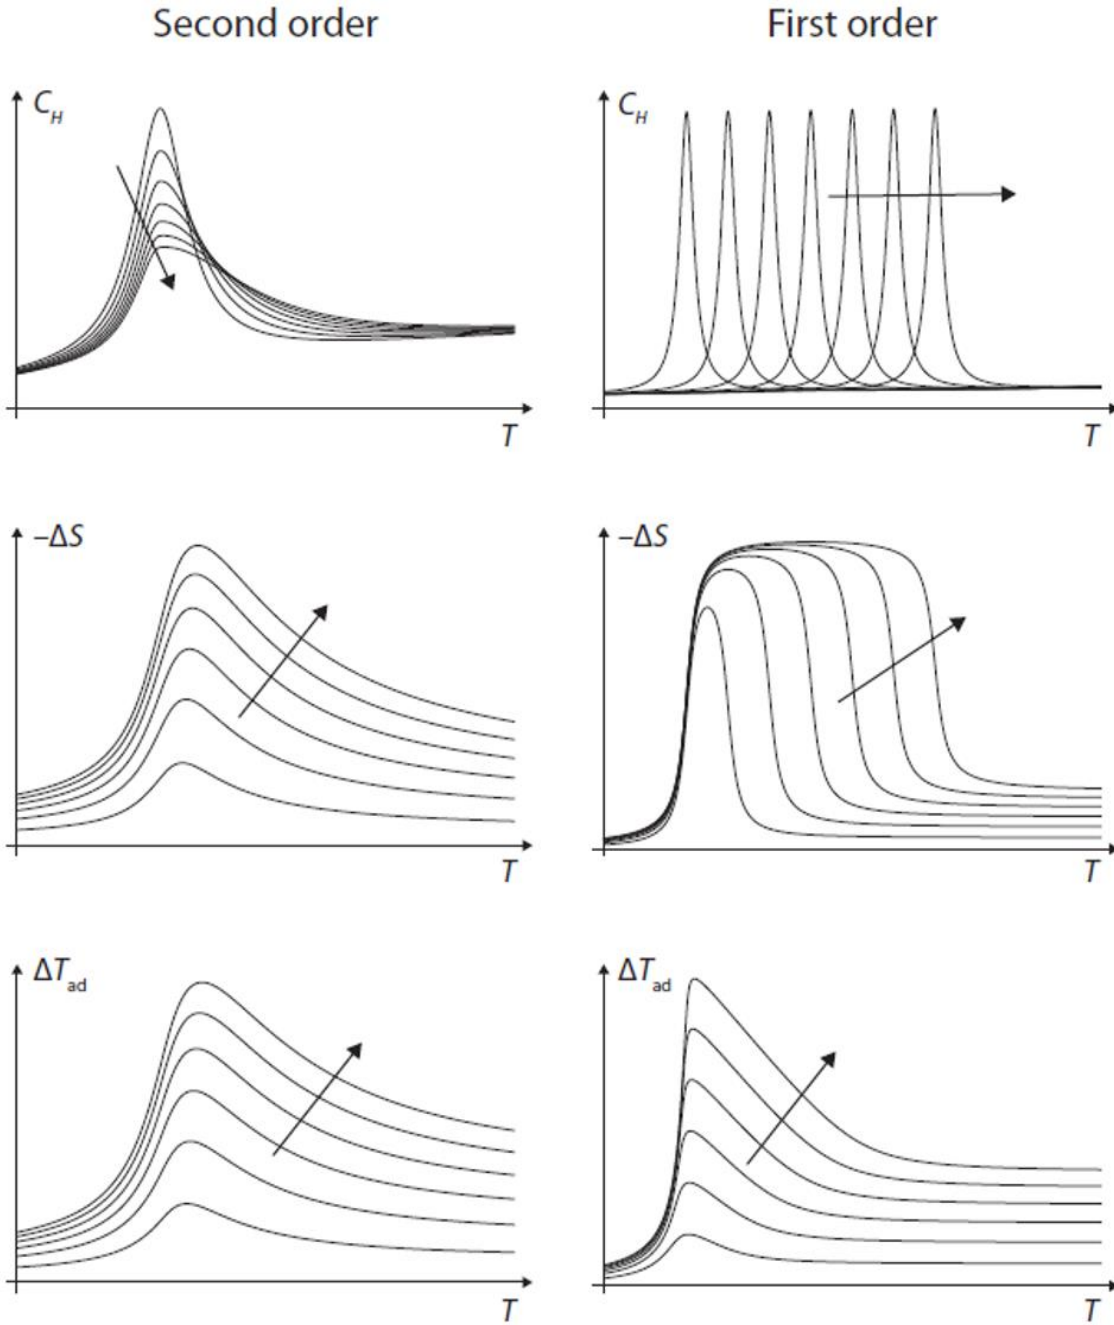 Second order
First order
C_H
C_H
T
T
–ΔS
–ΔS
T
T
ΔT_ad
ΔT_ad
T
T